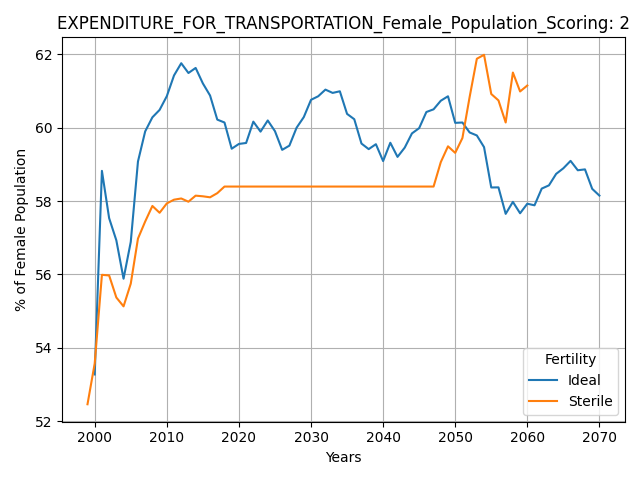 EXPENDITURE_FOR_TRANSPORTATION_Female_Population_Scoring: 2
% of Female Population
62
60
58
56
54
52
2000 2010 2020 2030 2040 2050 2060 2070
Years
Fertility
Ideal
Sterile